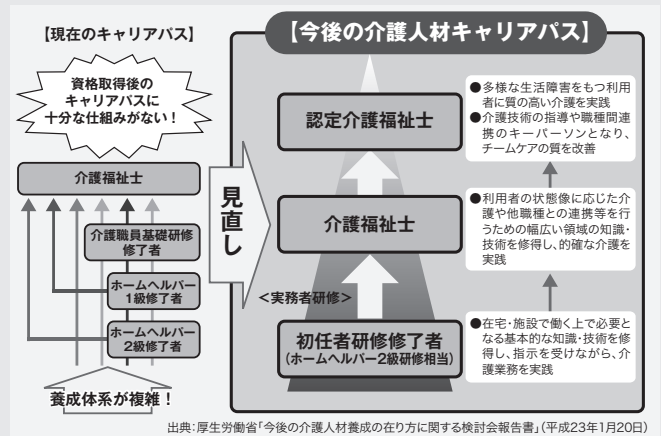 【現在のキャリアパス】
資格取得後の
キャリアパスに
十分な仕組みがない！
介護福祉士
介護職員基礎研修
修了者
ホームヘルパー
1級修了者
ホームヘルパー
2級修了者
養成体系が複雑！
見直し
【今後の介護人材キャリアパス】
認定介護福祉士
●多様な生活障害をもつ利用
者に質の高い介護を実践
●介護技術の指導や職種間連
携のキーパーソンとなり、
チームケアの質を改善
介護福祉士
●利用者の状態像に応じた介
護や他職種との連携等を行
うための幅広い領域の知識・
技術を修得し、的確な介護を
実践
＜実務者研修＞
初任者研修修了者
（ホームヘルパー2級研修相当）
●在宅・施設で働く上で必要と
なる基本的な知識・技術を修
得し、指示を受けながら、介
護業務を実践
出典：厚生労働省「今後の介護人材養成の在り方に関する検討会報告書」（平成23年1月20日）